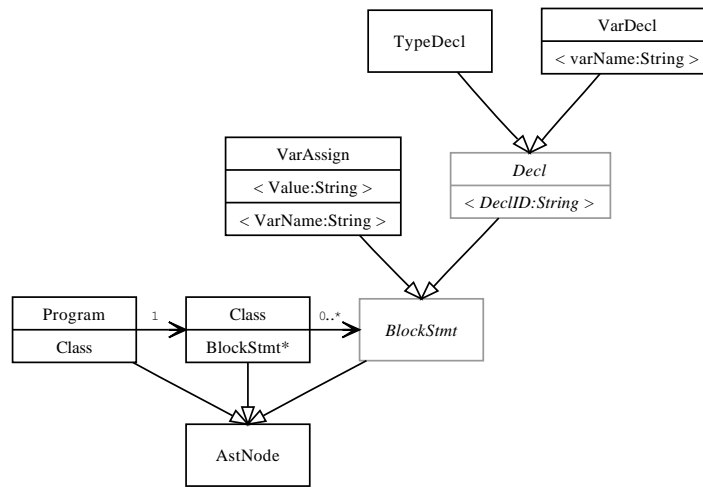 VarDecl
TypeDecl
< varName:String >
VarAssign
Decl
< Value:String >
< DeclID:String >
< VarName:String >
Program
1
Class
0..*
BlockStmt
Class
BlockStmt*
AstNode